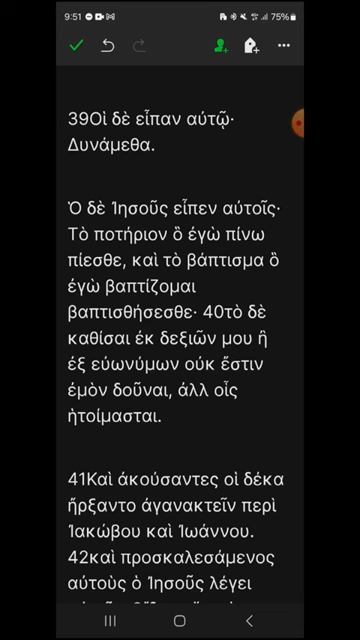 9:51
75%
39Οἱ δὲ εἶπαν αὐτῷ·
Δυνάμεθα.
Ὁ δὲ Ἰησοῦς εἶπεν αὐτοῖς·
Τὸ ποτήριον ὃ ἐγὼ πίνω
πίεσθε, καὶ τὸ βάπτισμα ὃ
ἐγὼ βαπτίζομαι
βαπτισθήσεσθε· 40τὸ δὲ
καθίσαι ἐκ δεξιῶν μου ἢ
ἐξ εὐωνύμων οὐκ ἔστιν
ἐμὸν δοῦναι, ἀλλ οἷς
ἡτοίμασται.
41Καὶ ἀκούσαντες οἱ δέκα
ἤρξαντο ἀγανακτεῖν περὶ
Ἰακώβου καὶ Ἰωάννου.
42καὶ προσκαλεσάμενος
αὐτοὺς ὁ Ἰησοῦς λέγει